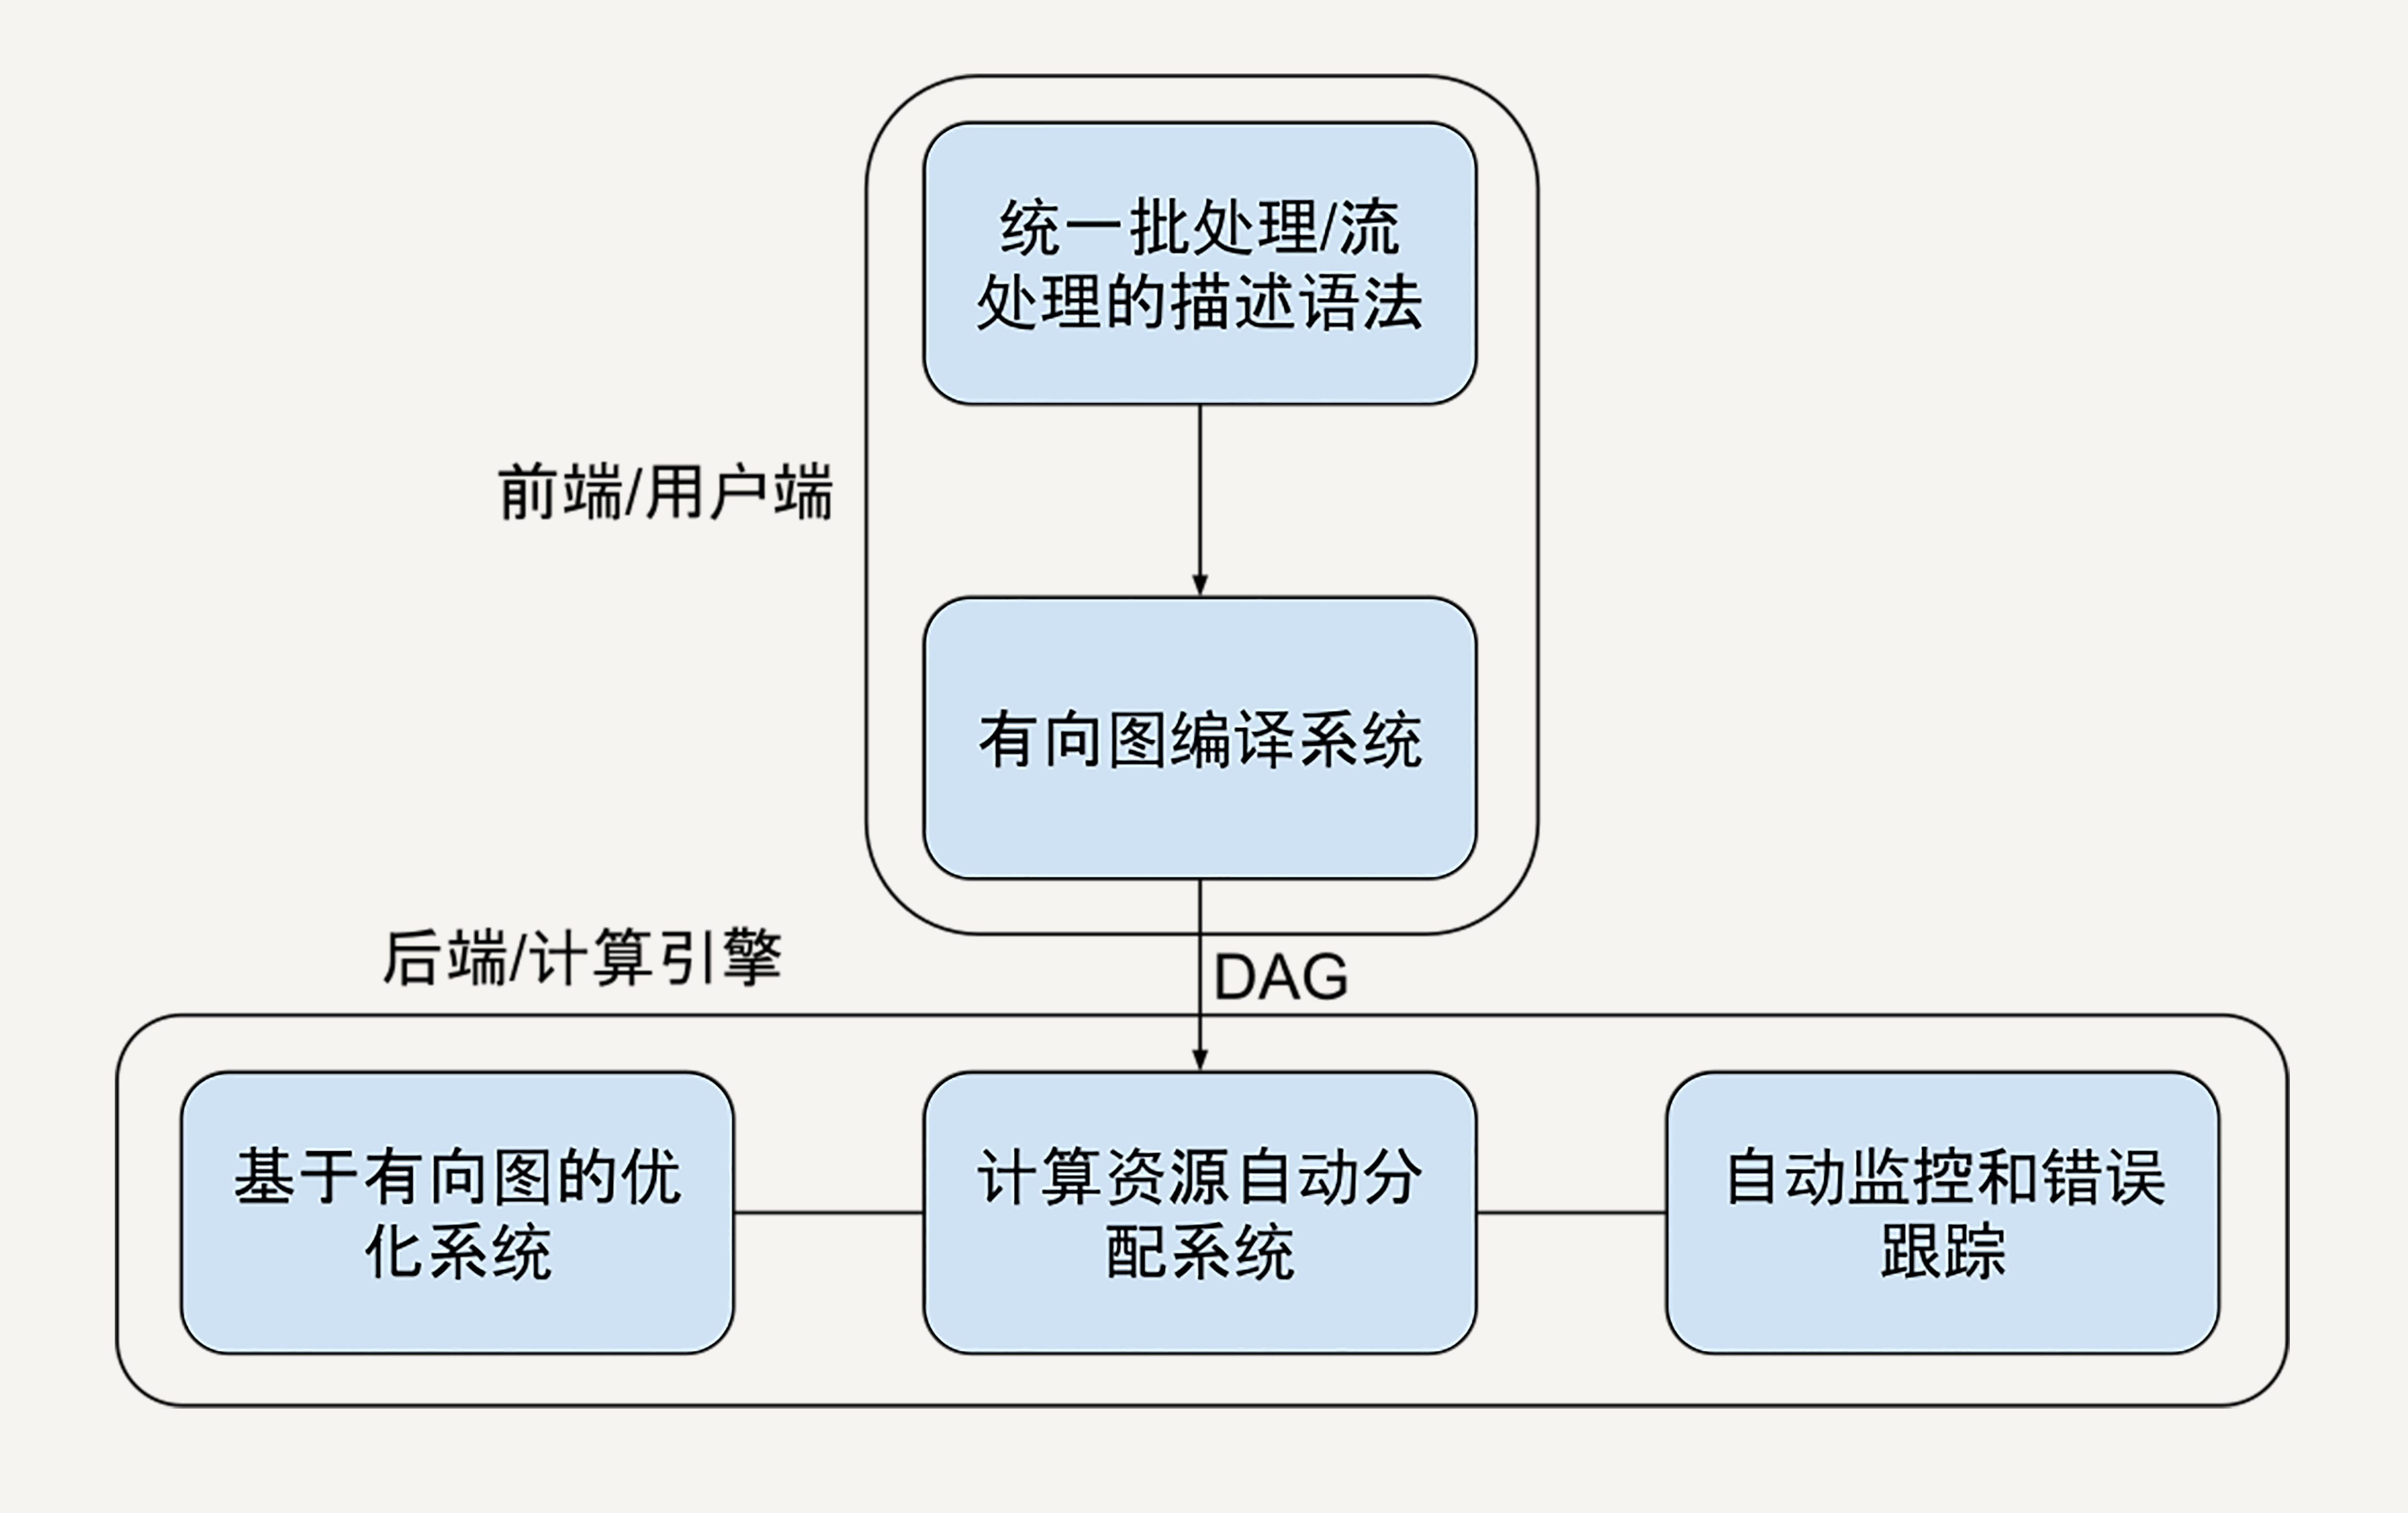 统一批处理/流
处理的描述语法
前端/用户端
有向图编译系统
后端/计算引擎
DAG
基于有向图的优
化系统
计算资源自动分
配系统
自动监控和错误
跟踪